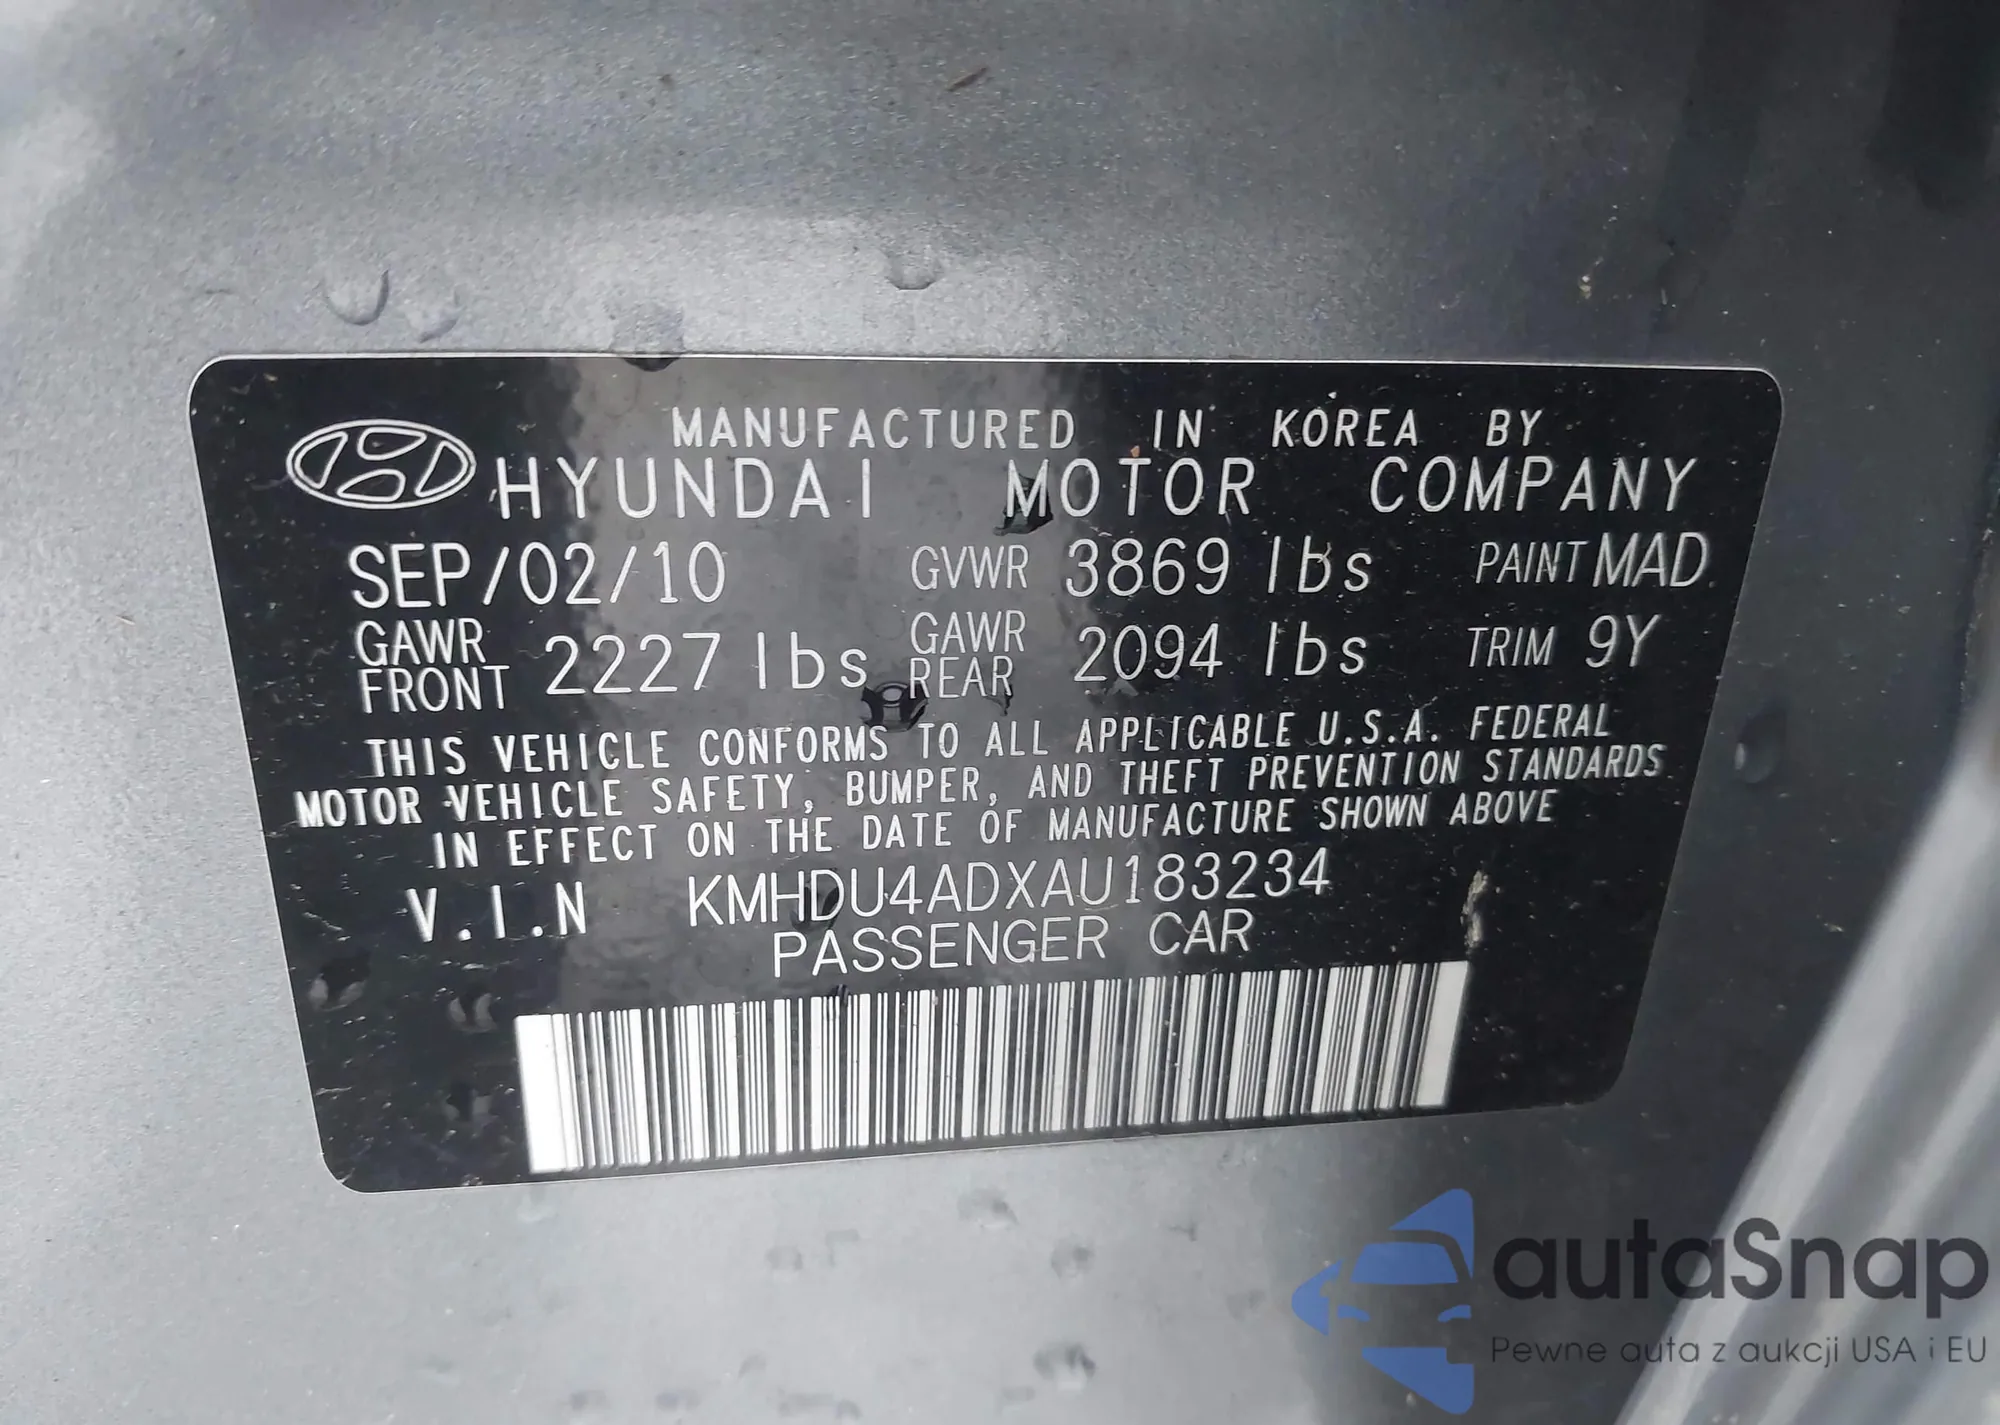 MANUFACTURED IN KOREA BY
HYUNDAI MOTOR COMPANY
SEP/02/10 GVWR 3869 lbs PAINT MAD
GAWR FRONT 2227 lbs GAWR REAR 2094 lbs TRIM 9Y
THIS VEHICLE CONFORMS TO ALL APPLICABLE U.S.A. FEDERAL
MOTOR VEHICLE SAFETY, BUMPER, AND THEFT PREVENTION STANDARDS
IN EFFECT ON THE DATE OF MANUFACTURE SHOWN ABOVE
V.I.N KMHDU4ADXAU183234
PASSENGER CAR
autaSnap
Pewne auta z aukcji USA i EU